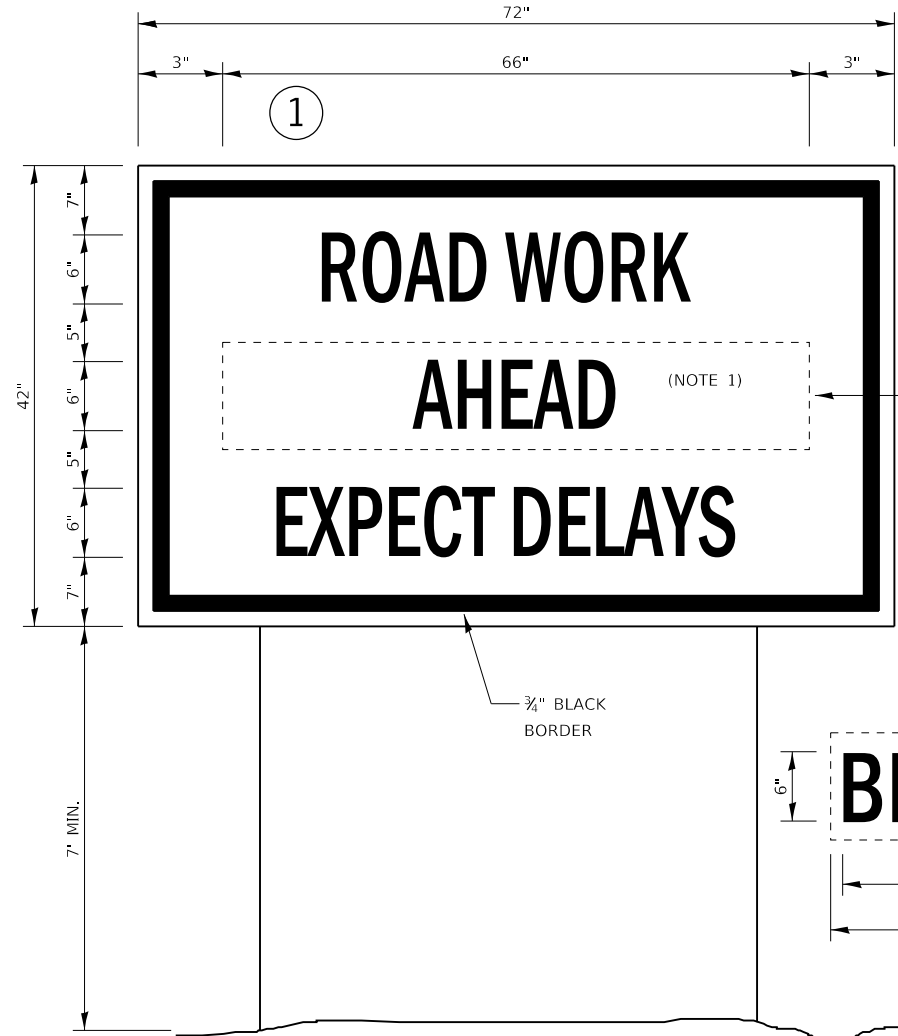 72"
3"
66"
3"
1
7"
6"
5"
6"
5"
6"
7"
42"
ROAD WORK
AHEAD
(NOTE 1)
EXPECT DELAYS
¾" BLACK
BORDER
7' MIN.
6"